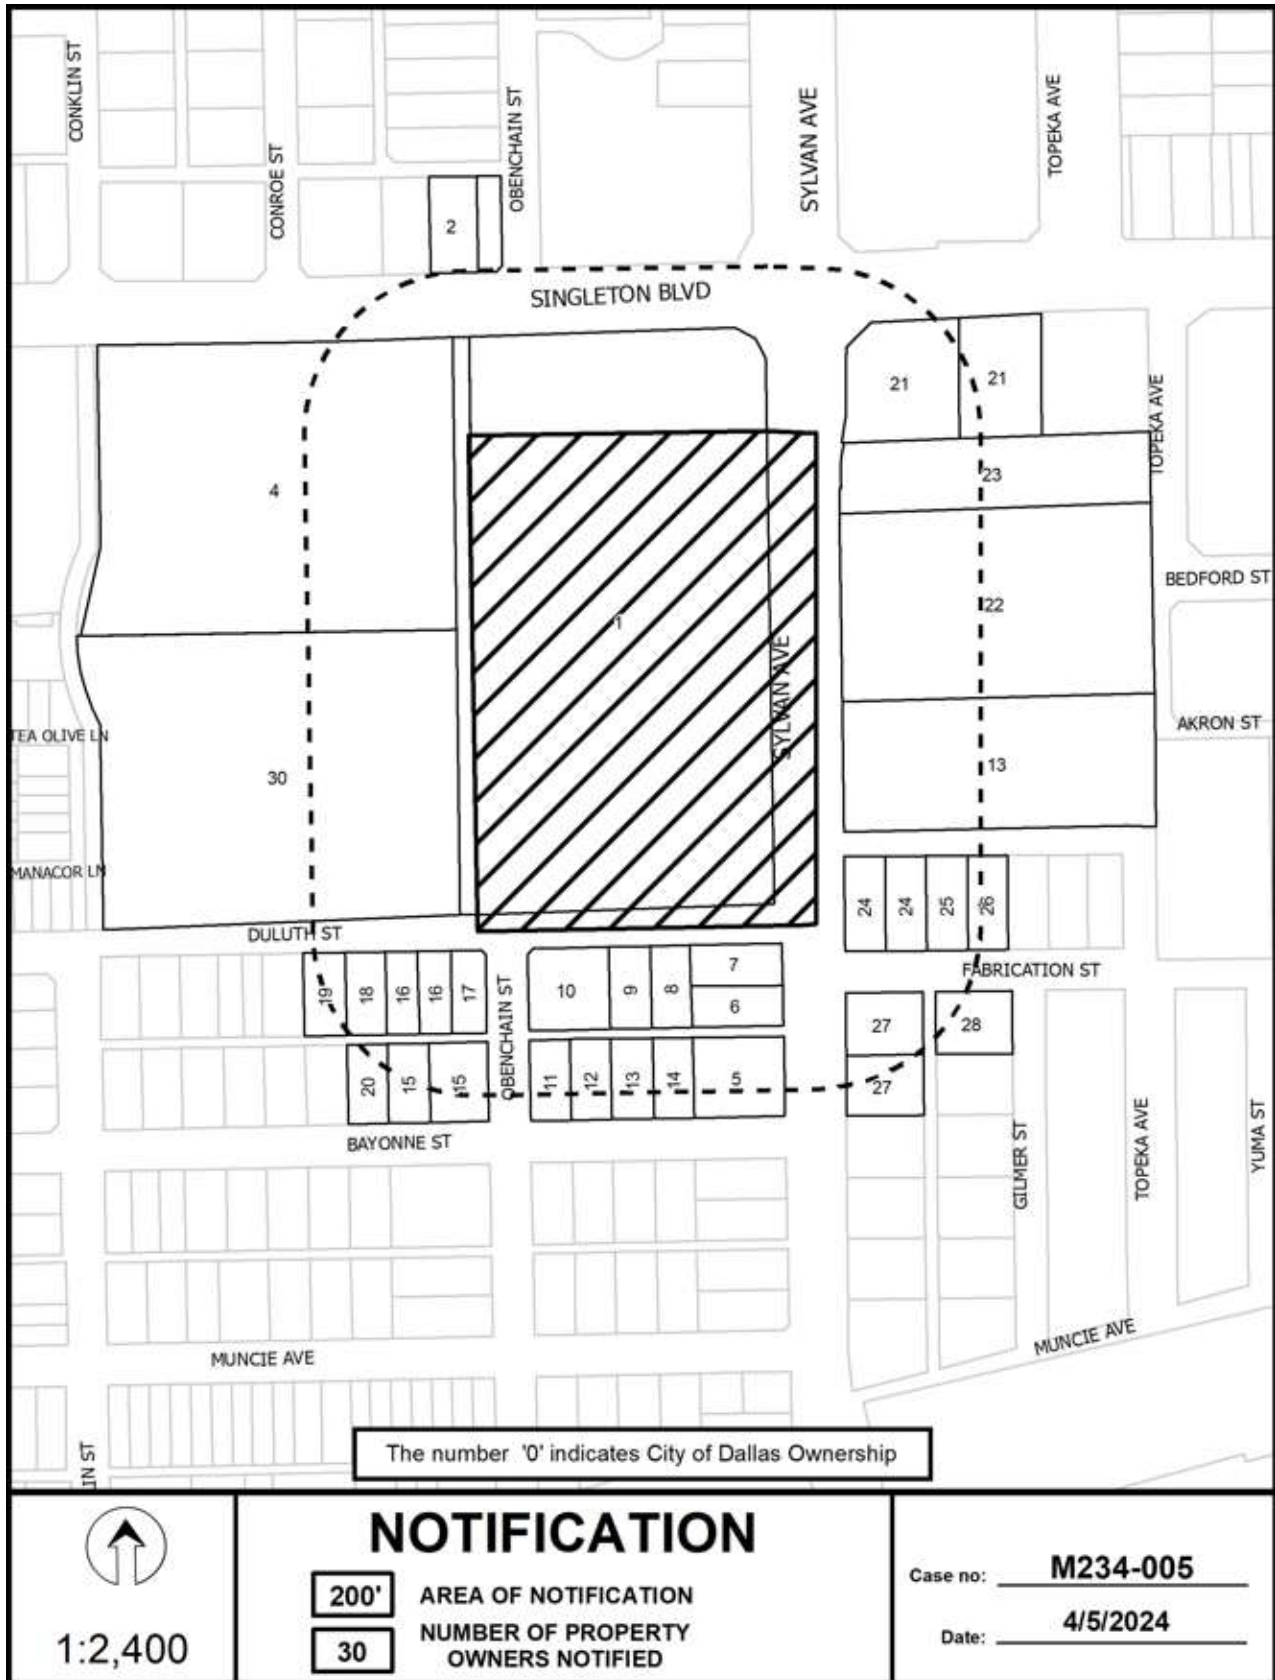 CONKLIN ST
CONROE ST
OBENCHAIN ST
SYLVAN AVE
TOPEKA AVE
2
SINGLETON BLVD
21
21
TOPEKA AVE
4
23
BEDFORD ST
22
1
SYLVAN AVE
TEA OLIVE LN
AKRON ST
30
13
MANACOR LN
24
24
25
26
DULUTH ST
FABRICATION ST
19
18
16
16
17
OBENCHAIN ST
10
9
8
7
6
27
28
20
15
15
11
12
13
14
5
27
BAYONNE ST
GILMER ST
TOPEKA AVE
YUMA ST
MUNCIE AVE
MUNCIE AVE
IN ST
The number '0' indicates City of Dallas Ownership
1:2,400
NOTIFICATION
200' AREA OF NOTIFICATION
30 NUMBER OF PROPERTY
OWNERS NOTIFIED
Case no: M234-005
Date: 4/5/2024